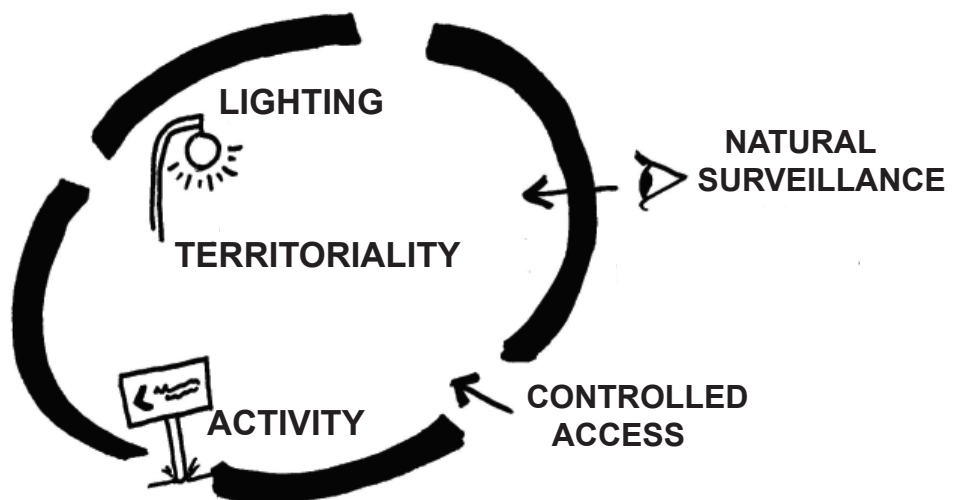 LIGHTING
NATURAL
SURVEILLANCE
TERRITORIALITY
CONTROLLED
ACCESS
ACTIVITY